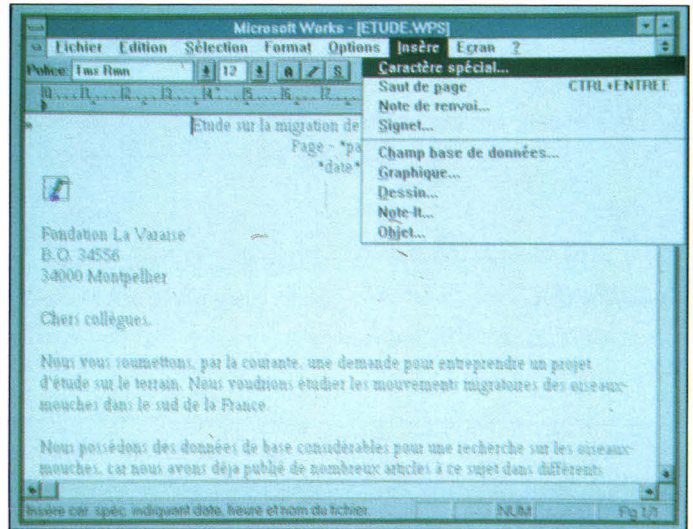 Microsoft Works - [ETUDE.WPS]
Fichier Edition Sélection Format Options Insère Ecran ?
Police: Tms Rmn 12 G I S
Caractère spécial...
Saut de page CTRL+ENTREE
Note de renvoi...
Signet...
Champ base de données...
Graphique...
Dessin...
Note-It...
Objet...
Etude sur la migration de
Page - *pa
*date*
Fondation La Varaise
B.O. 34556
34000 Montpellier
Chers collègues,
Nous vous soumettons, par la courante, une demande pour entreprendre un projet
d'étude sur le terrain. Nous voudrions étudier les mouvements migratoires des oiseaux-
mouches dans le sud de la France.
Nous possédons des données de base considérables pour une recherche sur les oiseaux-
mouches, car nous avons déja publié de nombreux articles à ce sujet dans différents
Insère car. spéc. indiquant date, heure et nom du fichier. NUM Pg 1/1